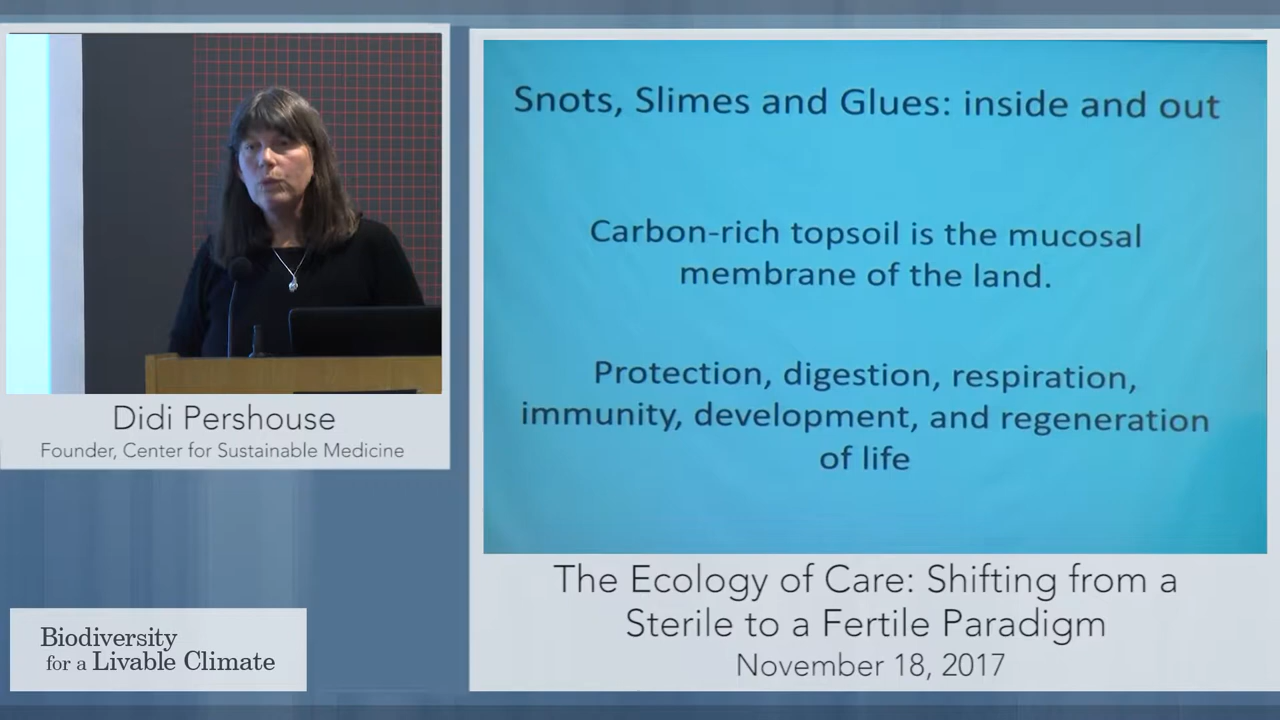 Snots, Slimes and Glues: inside and out
Carbon-rich topsoil is the mucosal
membrane of the land.
Protection, digestion, respiration,
immunity, development, and regeneration
of life
Didi Pershouse
Founder, Center for Sustainable Medicine
The Ecology of Care: Shifting from a
Sterile to a Fertile Paradigm
November 18, 2017
Biodiversity
for a Livable Climate